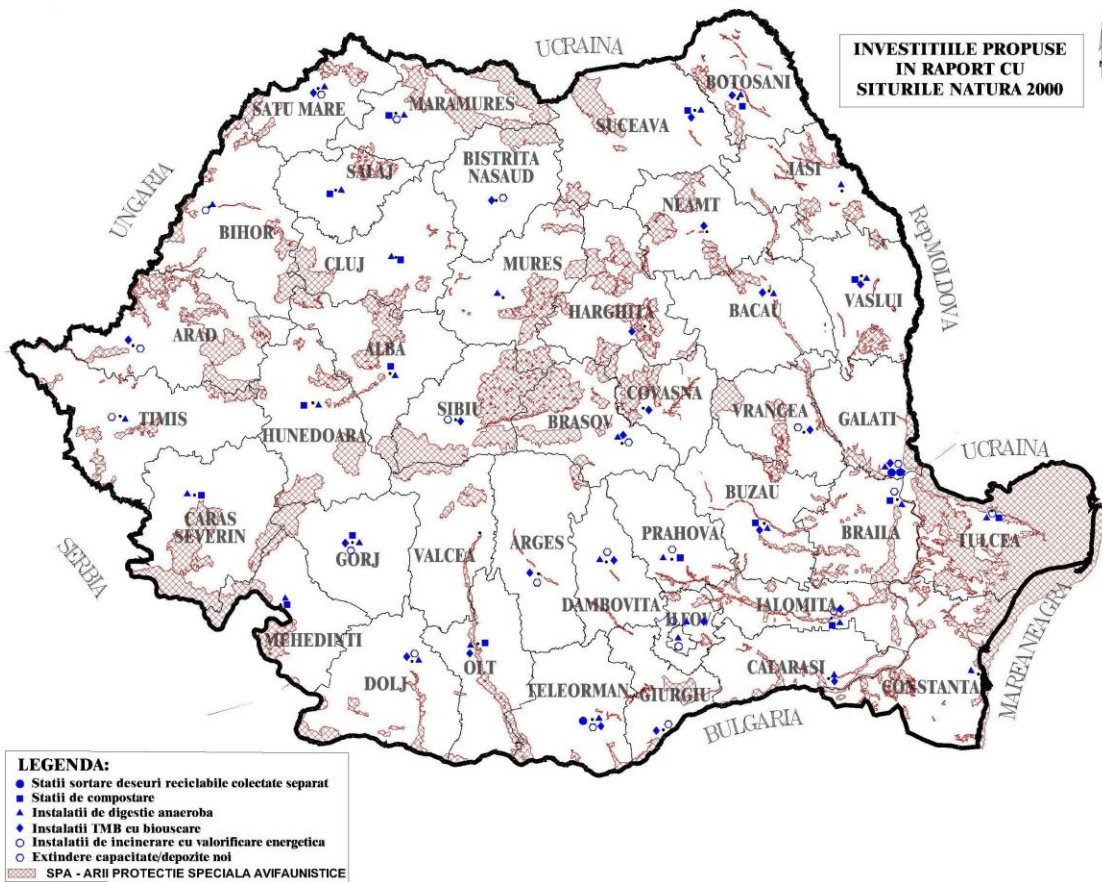 INVESTITIILE PROPUSE
IN RAPORT CU
SITURILE NATURA 2000
UCRAINA
BOTOSANI
SATU MARE
MARAMURES
SUCEAVA
UNGARIA
SALAJ
BISTRITA
NASAUD
IASI
NEAMT
BIHOR
CLUJ
MURES
Rep MOLDOVA
HARGHITA
BACAU
VASLUI
ARAD
ALBA
TIMIS
HUNEDOARA
SIBIU
BRASOV
COVASNA
VRANCEA
GALATI
UCRAINA
CARAS
SEVERIN
GORJ
VALCEA
ARGES
PRAHOVA
BUZAU
BRAILA
TULCEA
SERBIA
DAMBOVITA
IALOMITA
ILFOV
MEHEDINTI
DOLJ
OLT
TELEORMAN
GIURGIU
CALARASI
CONSTANTA
MAREA NEAGRA
BULGARIA
LEGENDA:
Statii sortare deseuri reciclabile colectate separat
Statii de compostare
Instalatii de digestie anaeroba
Instalatii TMB cu biouscare
Instalatii de incinerare cu valorificare energetica
Extindere capacitate/depozite noi
SPA - ARII PROTECTIE SPECIALA AVIFAUNISTICE